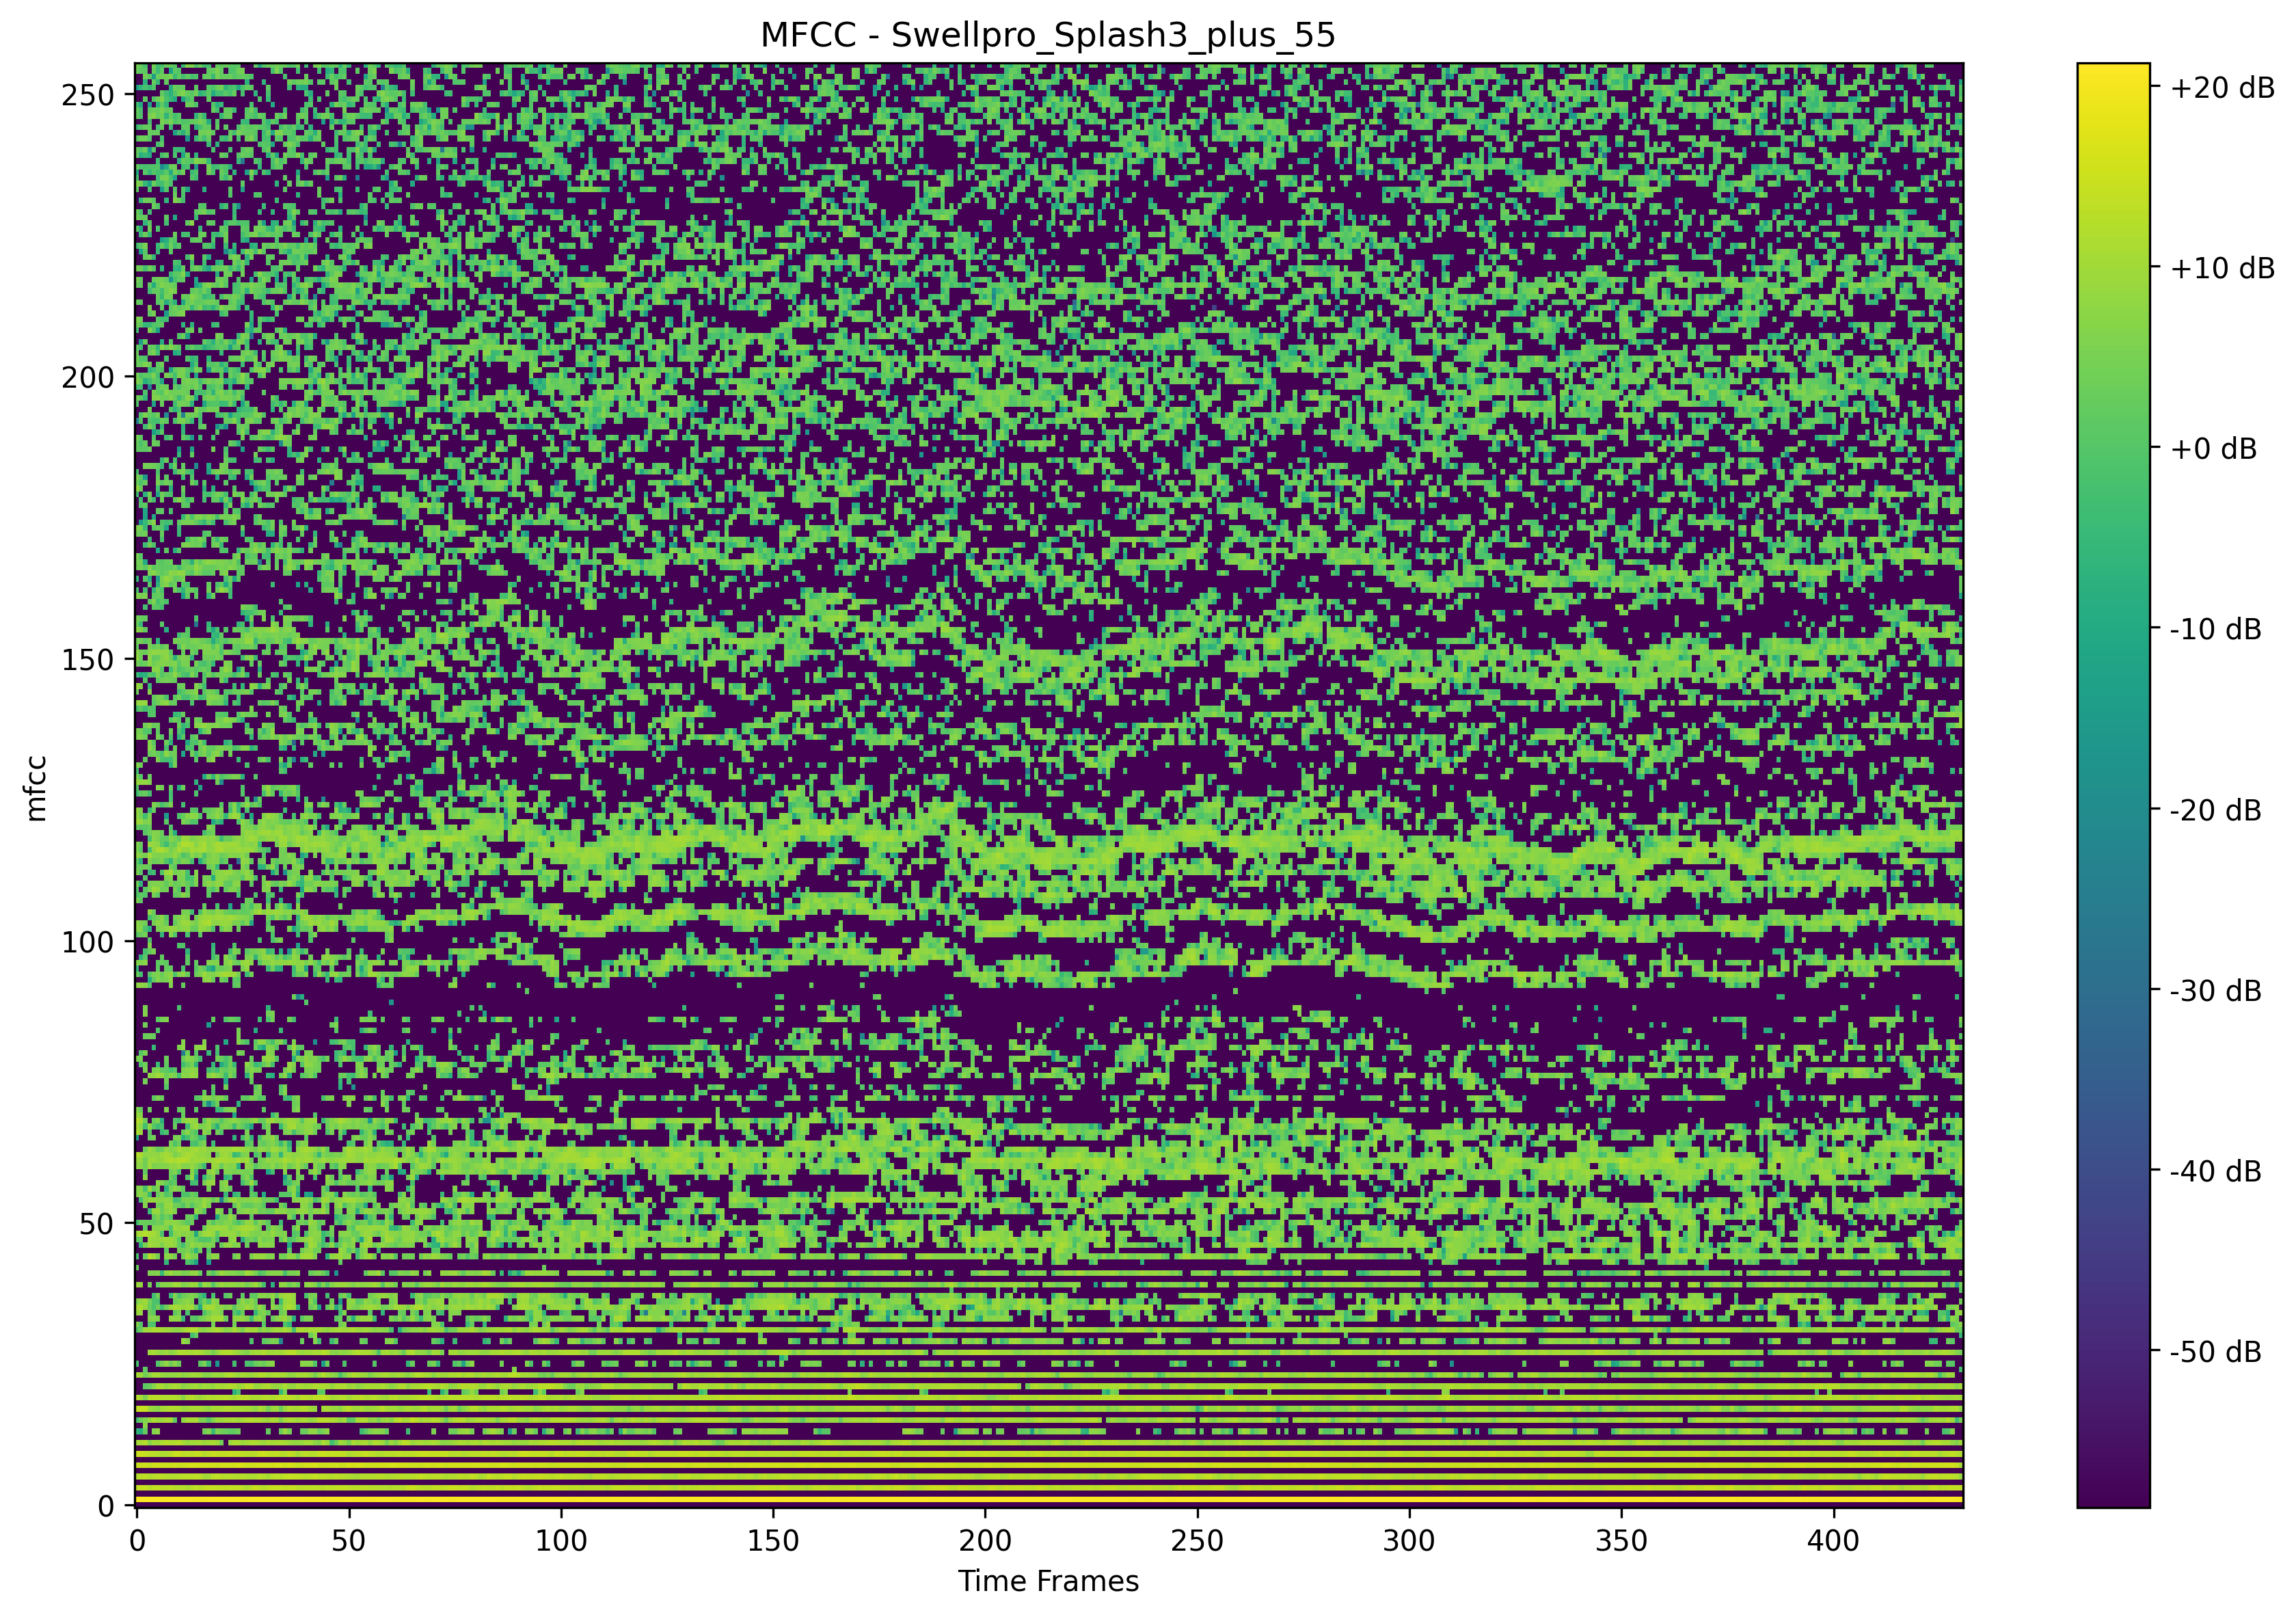 MFCC - Swellpro_Splash3_plus_55
250
200
150
100
50
0
mfcc
0 50 100 150 200 250 300 350 400
Time Frames
+20 dB
+10 dB
+0 dB
-10 dB
-20 dB
-30 dB
-40 dB
-50 dB